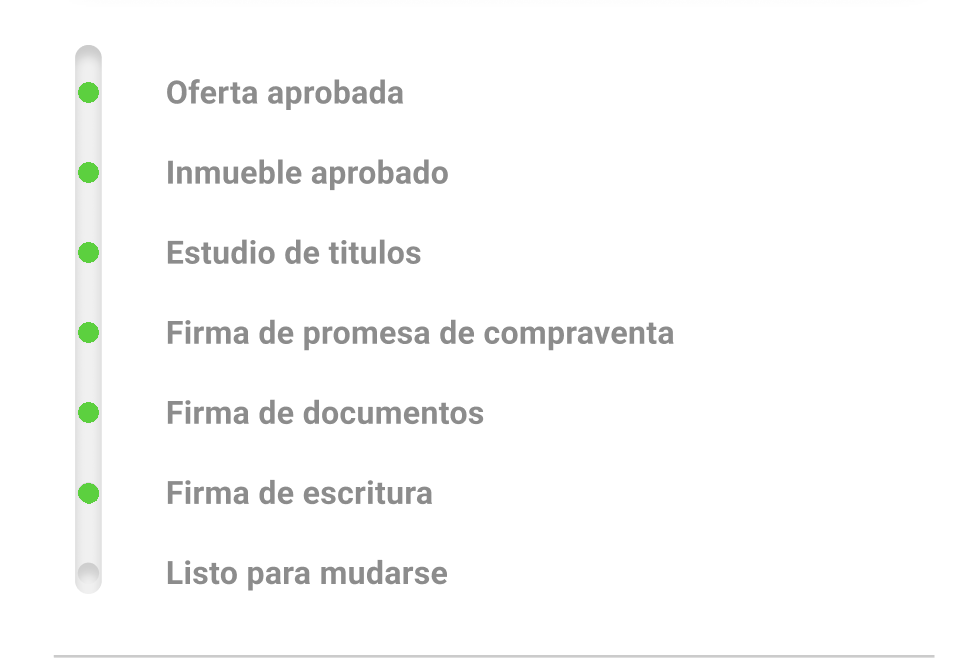 Oferta aprobada
Inmueble aprobado
Estudio de titulos
Firma de promesa de compraventa
Firma de documentos
Firma de escritura
Listo para mudarse